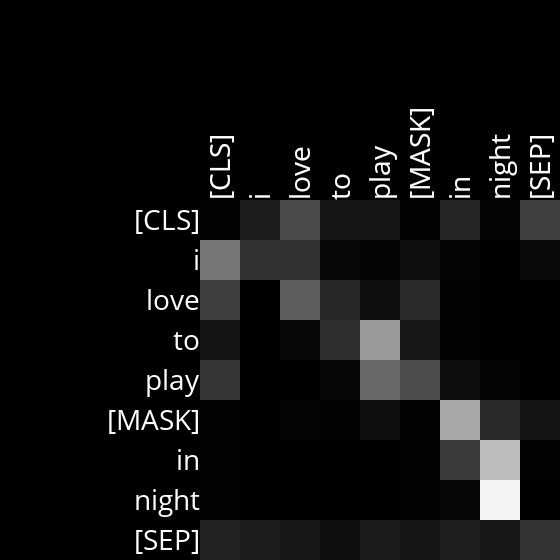 [CLS] i love to play [MASK] in night [SEP]
[CLS]
i
love
to
play
[MASK]
in
night
[SEP]